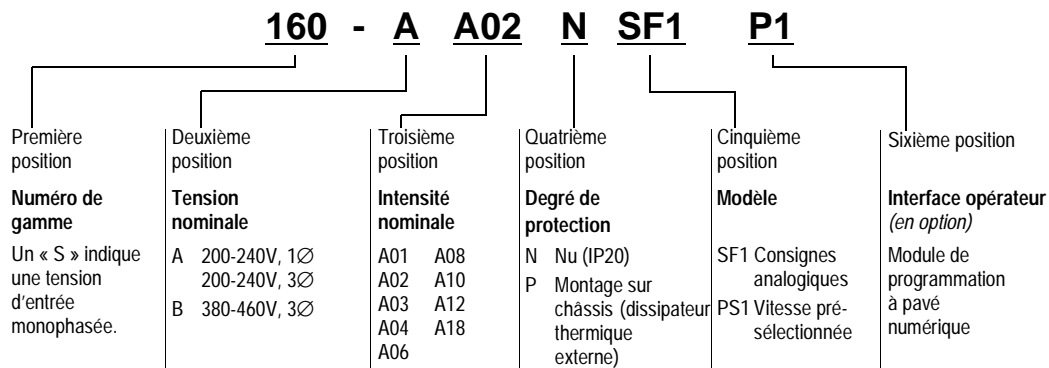 160 - A A02 N SF1 P1
Première
position
Numéro de
gamme
Un « S » indique
une tension
d'entrée
monophasée.
Deuxième
position
Tension
nominale
A 200-240V, 1∅
200-240V, 3∅
B 380-460V, 3∅
Troisième
position
Intensité
nominale
A01 A08
A02 A10
A03 A12
A04 A18
A06
Quatrième
position
Degré de
protection
N Nu (IP20)
P Montage sur
châssis (dissipateur
thermique
externe)
Cinquième
position
Modèle
SF1 Consignes
analogiques
PS1 Vitesse pré-
sélectionnée
Sixième position
Interface opérateur
(en option)
Module de
programmation
à pavé
numérique